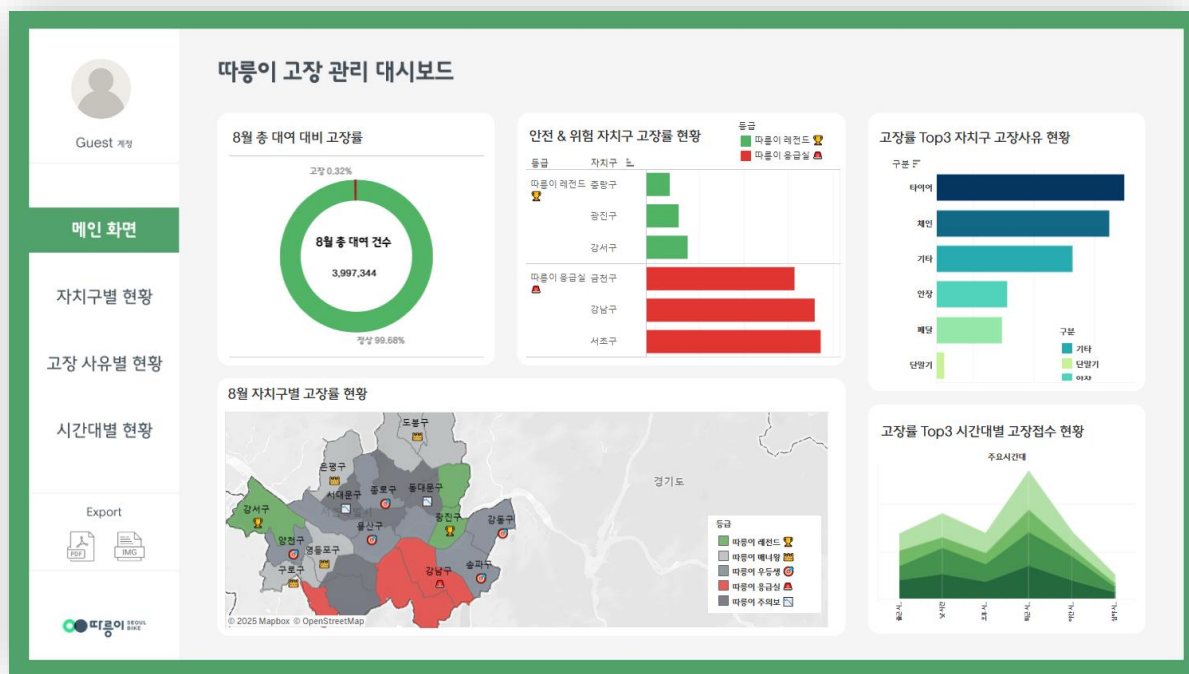 따릉이 고장 관리 대시보드
Guest 계정
메인 화면
자치구별 현황
고장 사유별 현황
시간대별 현황
Export
PDF
IMG
따릉이 SEOUL BIKE
8월 총 대여 대비 고장률
고장 0.32%
8월 총 대여 건수
3,997,344
정상 99.68%
안전 & 위험 자치구 고장률 현황
등급
따릉이 레전드
따릉이 응급실
등급 자치구
따릉이 레전드 중랑구
광진구
강서구
따릉이 응급실 금천구
강남구
서초구
고장률 Top3 자치구 고장사유 현황
구분
타이어
체인
기타
안장
페달
단말기
구분
기타
단말기
안장
8월 자치구별 고장률 현황
도봉구
은평구
서대문구
종로구
동대문구
강서구
광진구
강동구
용산구
양천구
영등포구
구로구
강남구
송파구
경기도
등급
따릉이 레전드
따릉이 매너왕
따릉이 우등생
따릉이 응급실
따릉이 주의보
© 2025 Mapbox © OpenStreetMap
고장률 Top3 시간대별 고장접수 현황
주요시간대